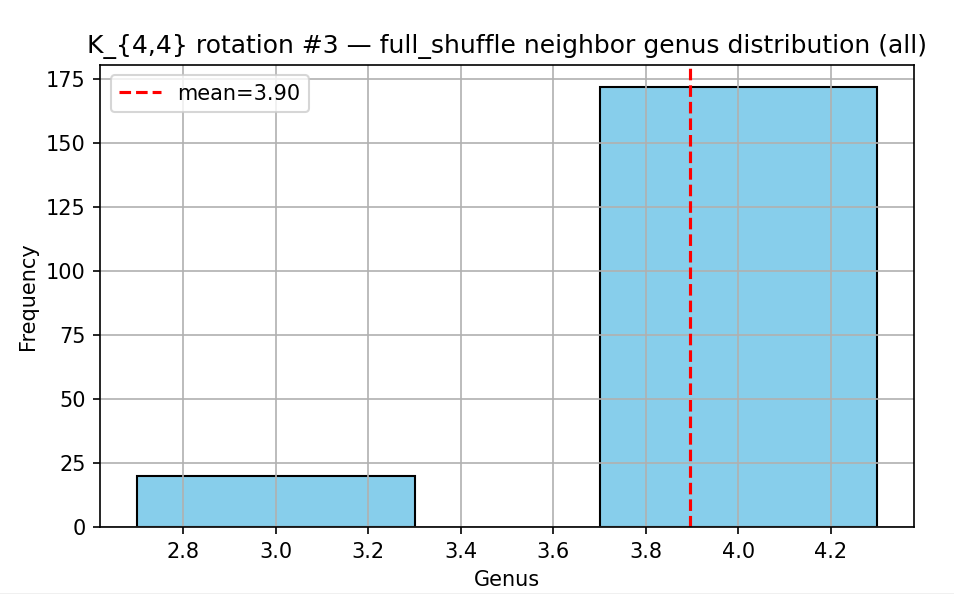 K_{4,4} rotation #3 — full_shuffle neighbor genus distribution (all)
mean=3.90
Frequency
175
150
125
100
75
50
25
0
2.8 3.0 3.2 3.4 3.6 3.8 4.0 4.2
Genus